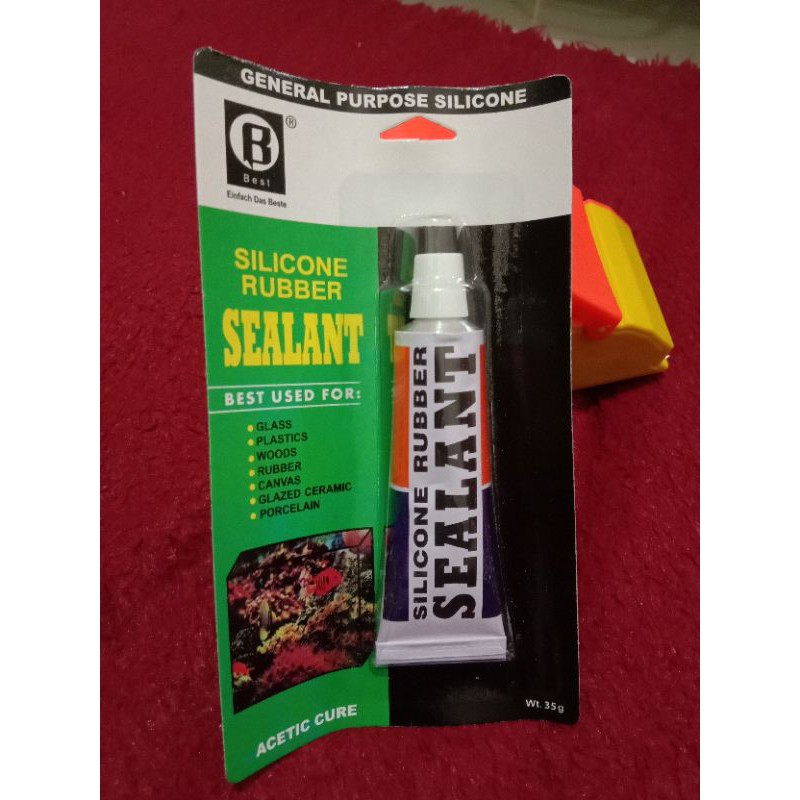 GENERAL PURPOSE SILICONE
B
®
Best
Einfach Das Beste
SILICONE
RUBBER
SEALANT
BEST USED FOR:
• GLASS
• PLASTICS
• WOODS
• RUBBER
• CANVAS
• GLAZED CERAMIC
• PORCELAIN
SILICONE RUBBER
SEALANT
ACETIC CURE
Wt. 35g